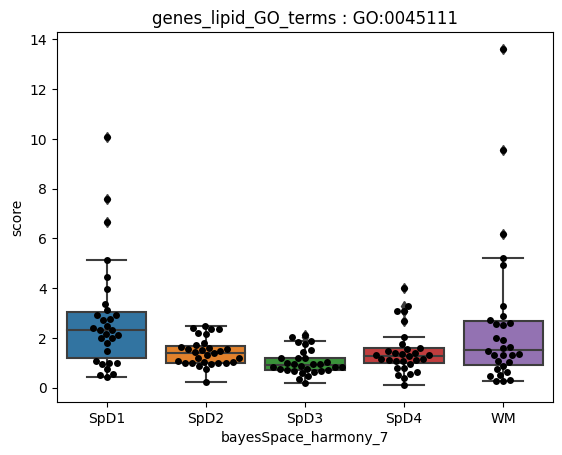 genes_lipid_GO_terms : GO:0045111
14
12
10
8
6
4
2
0
score
SpD1 SpD2 SpD3 SpD4 WM
bayesSpace_harmony_7